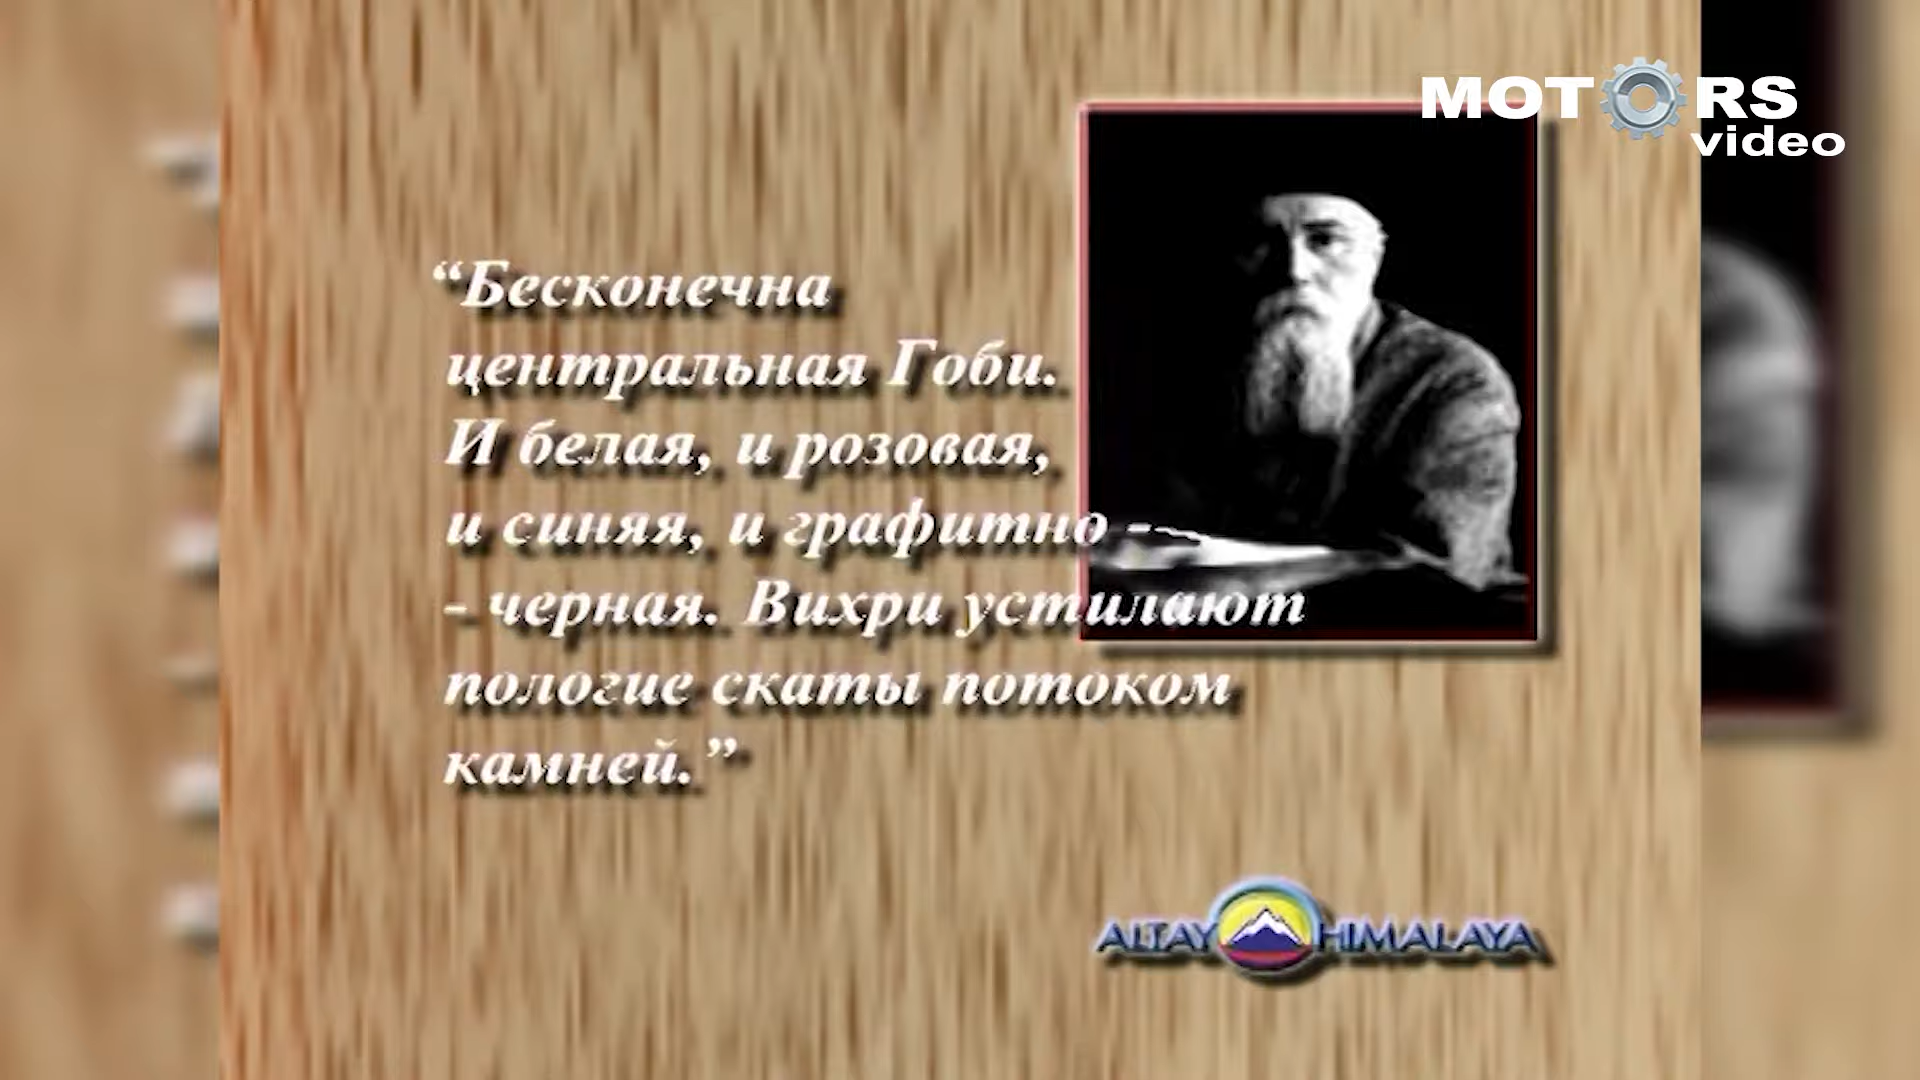 MOTORS
video
“Бесконечна
центральная Гоби.
И белая, и розовая,
и синяя, и графитно -
- черная. Вихри устилают
пологие скаты потоком
камней.”
ALTAY HIMALAYA